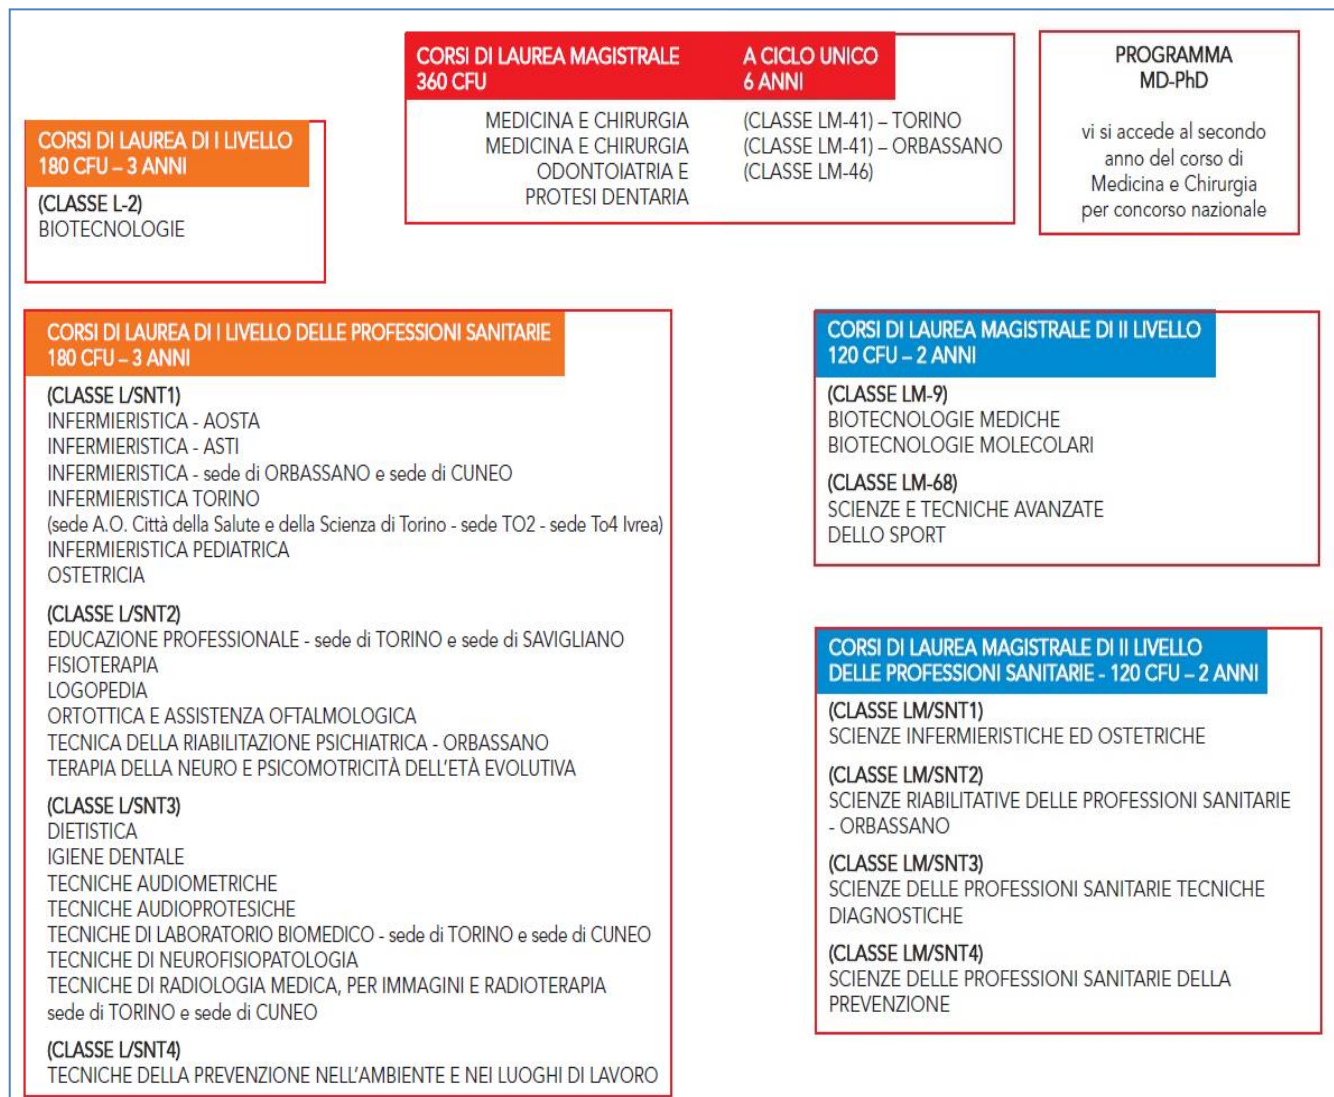 CORSI DI LAUREA MAGISTRALE A CICLO UNICO
360 CFU 6 ANNI
MEDICINA E CHIRURGIA (CLASSE LM-41) – TORINO
MEDICINA E CHIRURGIA (CLASSE LM-41) – ORBASSANO
ODONTOIATRIA E (CLASSE LM-46)
PROTESI DENTARIA
PROGRAMMA
MD-PhD
vi si accede al secondo
anno del corso di
Medicina e Chirurgia
per concorso nazionale
CORSI DI LAUREA DI I LIVELLO
180 CFU – 3 ANNI
(CLASSE L-2)
BIOTECNOLOGIE
CORSI DI LAUREA DI I LIVELLO DELLE PROFESSIONI SANITARIE
180 CFU – 3 ANNI
(CLASSE L/SNT1)
INFERMIERISTICA - AOSTA
INFERMIERISTICA - ASTI
INFERMIERISTICA - sede di ORBASSANO e sede di CUNEO
INFERMIERISTICA TORINO
(sede A.O. Città della Salute e della Scienza di Torino - sede TO2 - sede To4 Ivrea)
INFERMIERISTICA PEDIATRICA
OSTETRICIA
(CLASSE L/SNT2)
EDUCAZIONE PROFESSIONALE - sede di TORINO e sede di SAVIGLIANO
FISIOTERAPIA
LOGOPEDIA
ORTOTTICA E ASSISTENZA OFTALMOLOGICA
TECNICA DELLA RIABILITAZIONE PSICHIATRICA - ORBASSANO
TERAPIA DELLA NEURO E PSICOMOTRICITÀ DELL'ETÀ EVOLUTIVA
(CLASSE L/SNT3)
DIETISTICA
IGIENE DENTALE
TECNICHE AUDIOMETRICHE
TECNICHE AUDIOPROTESICHE
TECNICHE DI LABORATORIO BIOMEDICO - sede di TORINO e sede di CUNEO
TECNICHE DI NEUROFISIOPATOLOGIA
TECNICHE DI RADIOLOGIA MEDICA, PER IMMAGINI E RADIOTERAPIA
sede di TORINO e sede di CUNEO
(CLASSE L/SNT4)
TECNICHE DELLA PREVENZIONE NELL'AMBIENTE E NEI LUOGHI DI LAVORO
CORSI DI LAUREA MAGISTRALE DI II LIVELLO
120 CFU – 2 ANNI
(CLASSE LM-9)
BIOTECNOLOGIE MEDICHE
BIOTECNOLOGIE MOLECOLARI
(CLASSE LM-68)
SCIENZE E TECNICHE AVANZATE
DELLO SPORT
CORSI DI LAUREA MAGISTRALE DI II LIVELLO
DELLE PROFESSIONI SANITARIE - 120 CFU – 2 ANNI
(CLASSE LM/SNT1)
SCIENZE INFERMIERISTICHE ED OSTETRICHE
(CLASSE LM/SNT2)
SCIENZE RIABILITATIVE DELLE PROFESSIONI SANITARIE
- ORBASSANO
(CLASSE LM/SNT3)
SCIENZE DELLE PROFESSIONI SANITARIE TECNICHE
DIAGNOSTICHE
(CLASSE LM/SNT4)
SCIENZE DELLE PROFESSIONI SANITARIE DELLA
PREVENZIONE